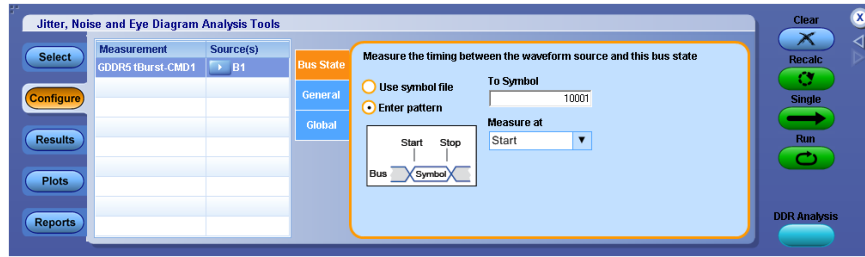 Jitter, Noise and Eye Diagram Analysis Tools
Clear
X
Select
Measurement Source(s)
GDDR5 tBurst-CMD1 B1
Bus State
Measure the timing between the waveform source and this bus state
Recalc
Use symbol file
To Symbol
Configure
General
Enter pattern
10001
Single
Global
Measure at
Results
Start Stop
Start
Run
Bus Symbol
Plots
Reports
DDR Analysis